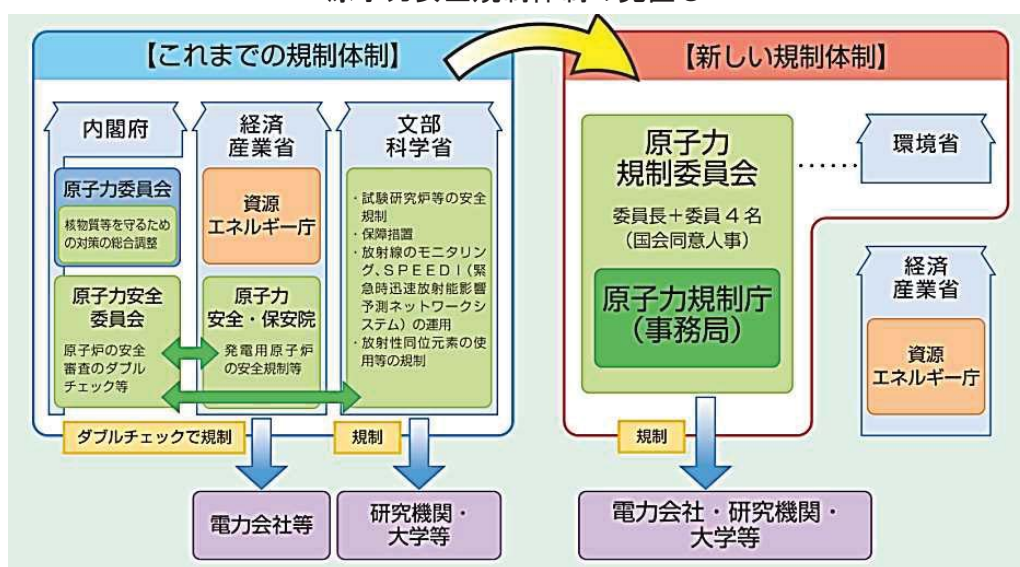 【これまでの規制体制】
内閣府
原子力委員会
核物質等を守るため
の対策の総合調整
原子力安全
委員会
原子炉の安全
審査のダブル
チェック等
経済
産業省
資源
エネルギー庁
原子力
安全・保安院
発電用原子炉
の安全規制等
文部
科学省
・試験研究炉等の安全
規制
・保障措置
・放射線のモニタリン
グ、SPEEDI(緊
急時迅速放射能影響
予測ネットワークシ
ステム)の運用
・放射性同位元素の使
用等の規制
ダブルチェックで規制
規制
電力会社等
研究機関・
大学等
【新しい規制体制】
原子力
規制委員会
委員長+委員4名
(国会同意人事)
原子力規制庁
(事務局)
環境省
経済
産業省
資源
エネルギー庁
規制
電力会社・研究機関・
大学等